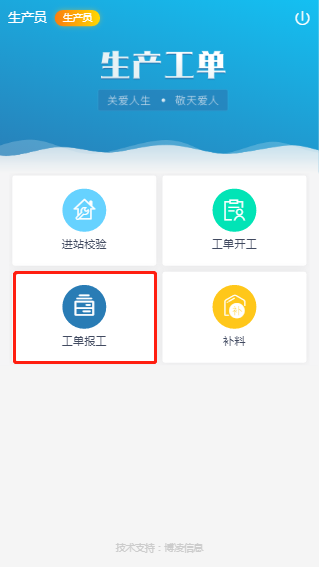 生产员 生产员
生产工单
关爱人生 • 敬天爱人
进站校验 工单开工
工单报工 补料
技术支持：博凌信息